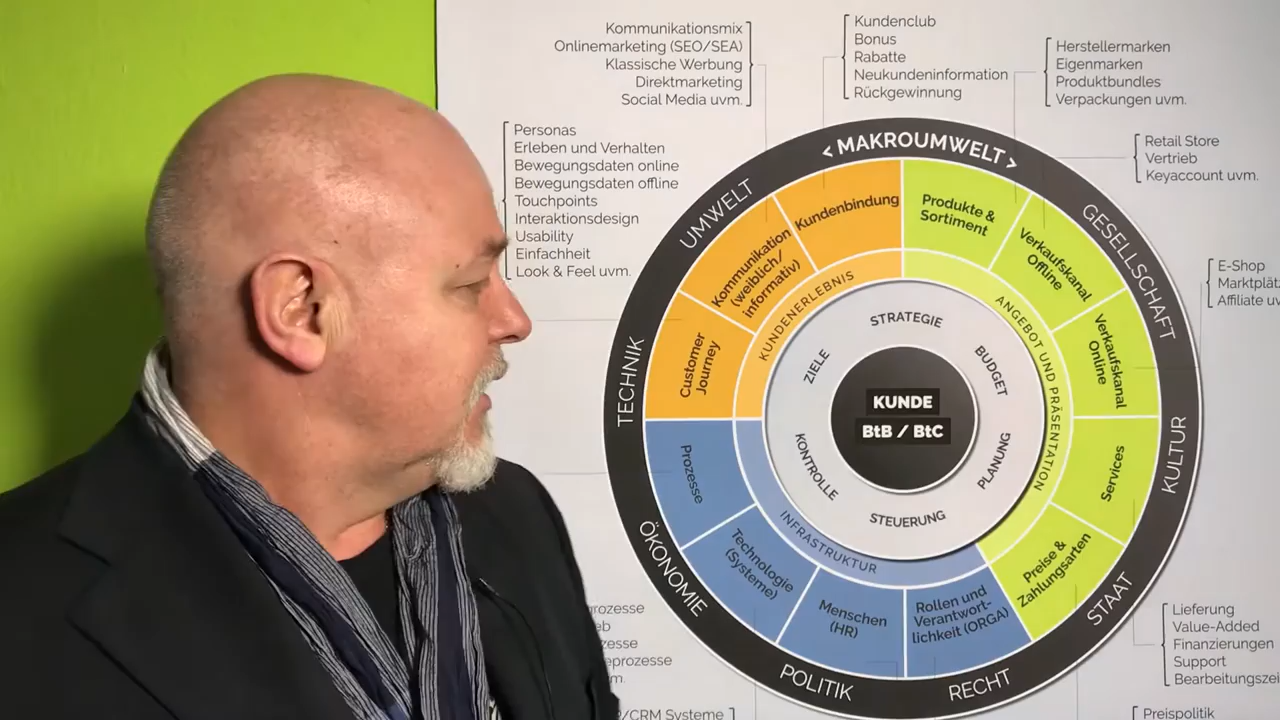 Kommunikationsmix
Onlinemarketing (SEO/SEA)
Klassische Werbung
Direktmarketing
Social Media uvm.
Kundenclub
Bonus
Rabatte
Neukundeninformation
Rückgewinnung
Herstellermarken
Eigenmarken
Produktbundles
Verpackungen uvm.
Personas
Erleben und Verhalten
Bewegungsdaten online
Bewegungsdaten offline
Touchpoints
Interaktionsdesign
Usability
Einfachheit
Look & Feel uvm.
Retail Store
Vertrieb
Keyaccount uvm.
E-Shop
Affiliate
< MAKROUMWELT >
GESELLSCHAFT
KULTUR
STAAT
RECHT
POLITIK
ÖKONOMIE
TECHNIK
UMWELT
Kundenbindung
Produkte &
Sortiment
Verkaufskanal
Offline
Verkaufskanal
Online
Services
Preise &
Zahlungsarten
Rollen und
Verantwort-
lichkeit (ORGA)
Menschen
(HR)
Technologie
(Systeme)
Prozesse
Customer
Journey
Kommunikation
(weiblich/
informativ)
KUNDENERLEBNIS
ANGEBOT UND PRÄSENTATION
INFRASTRUKTUR
STRATEGIE
BUDGET
PLANUNG
STEUERUNG
KONTROLLE
ZIELE
KUNDE
BtB / BtC
Lieferung
Value-Added
Finanzierungen
Support
Preispolitik
CRM Systeme